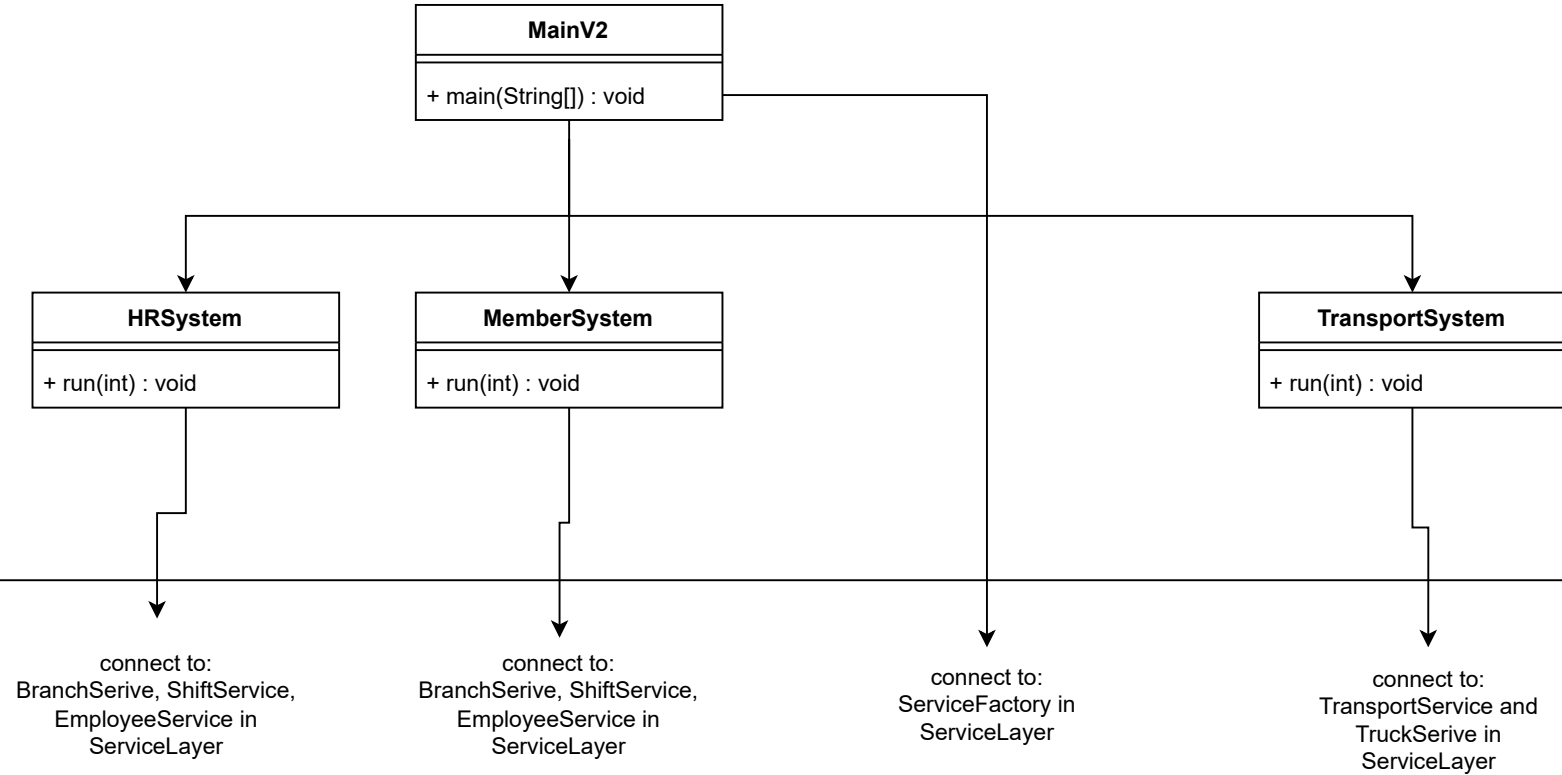 MainV2
+ main(String[]) : void
HRSystem
+ run(int) : void
MemberSystem
+ run(int) : void
TransportSystem
+ run(int) : void
connect to:
BranchSerive, ShiftService,
EmployeeService in
ServiceLayer
connect to:
BranchSerive, ShiftService,
EmployeeService in
ServiceLayer
connect to:
ServiceFactory in
ServiceLayer
connect to:
TransportService and
TruckSerive in
ServiceLayer